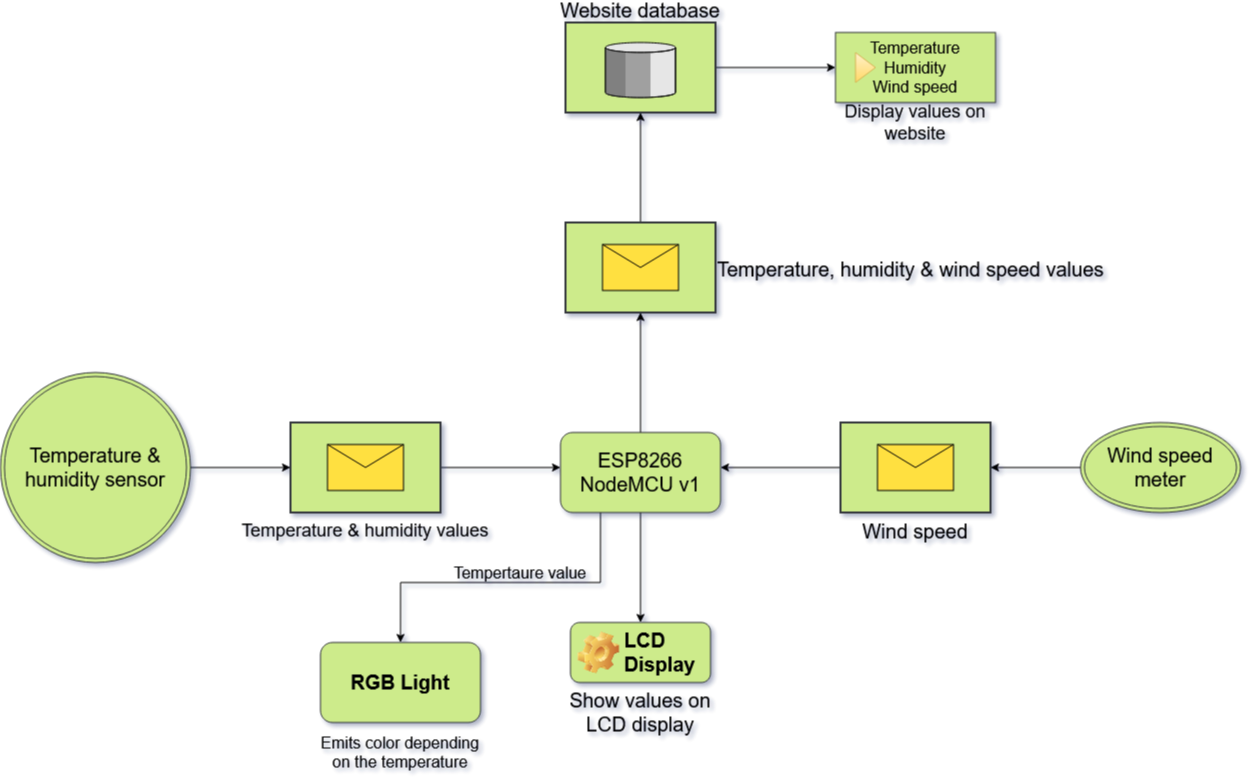 Website database
Temperature
Humidity
Wind speed
Display values on
website
Temperature, humidity & wind speed values
Temperature &
humidity sensor
Temperature & humidity values
ESP8266
NodeMCU v1
Wind speed
Wind speed
meter
Tempertaure value
RGB Light
Emits color depending
on the temperature
LCD
Display
Show values on
LCD display